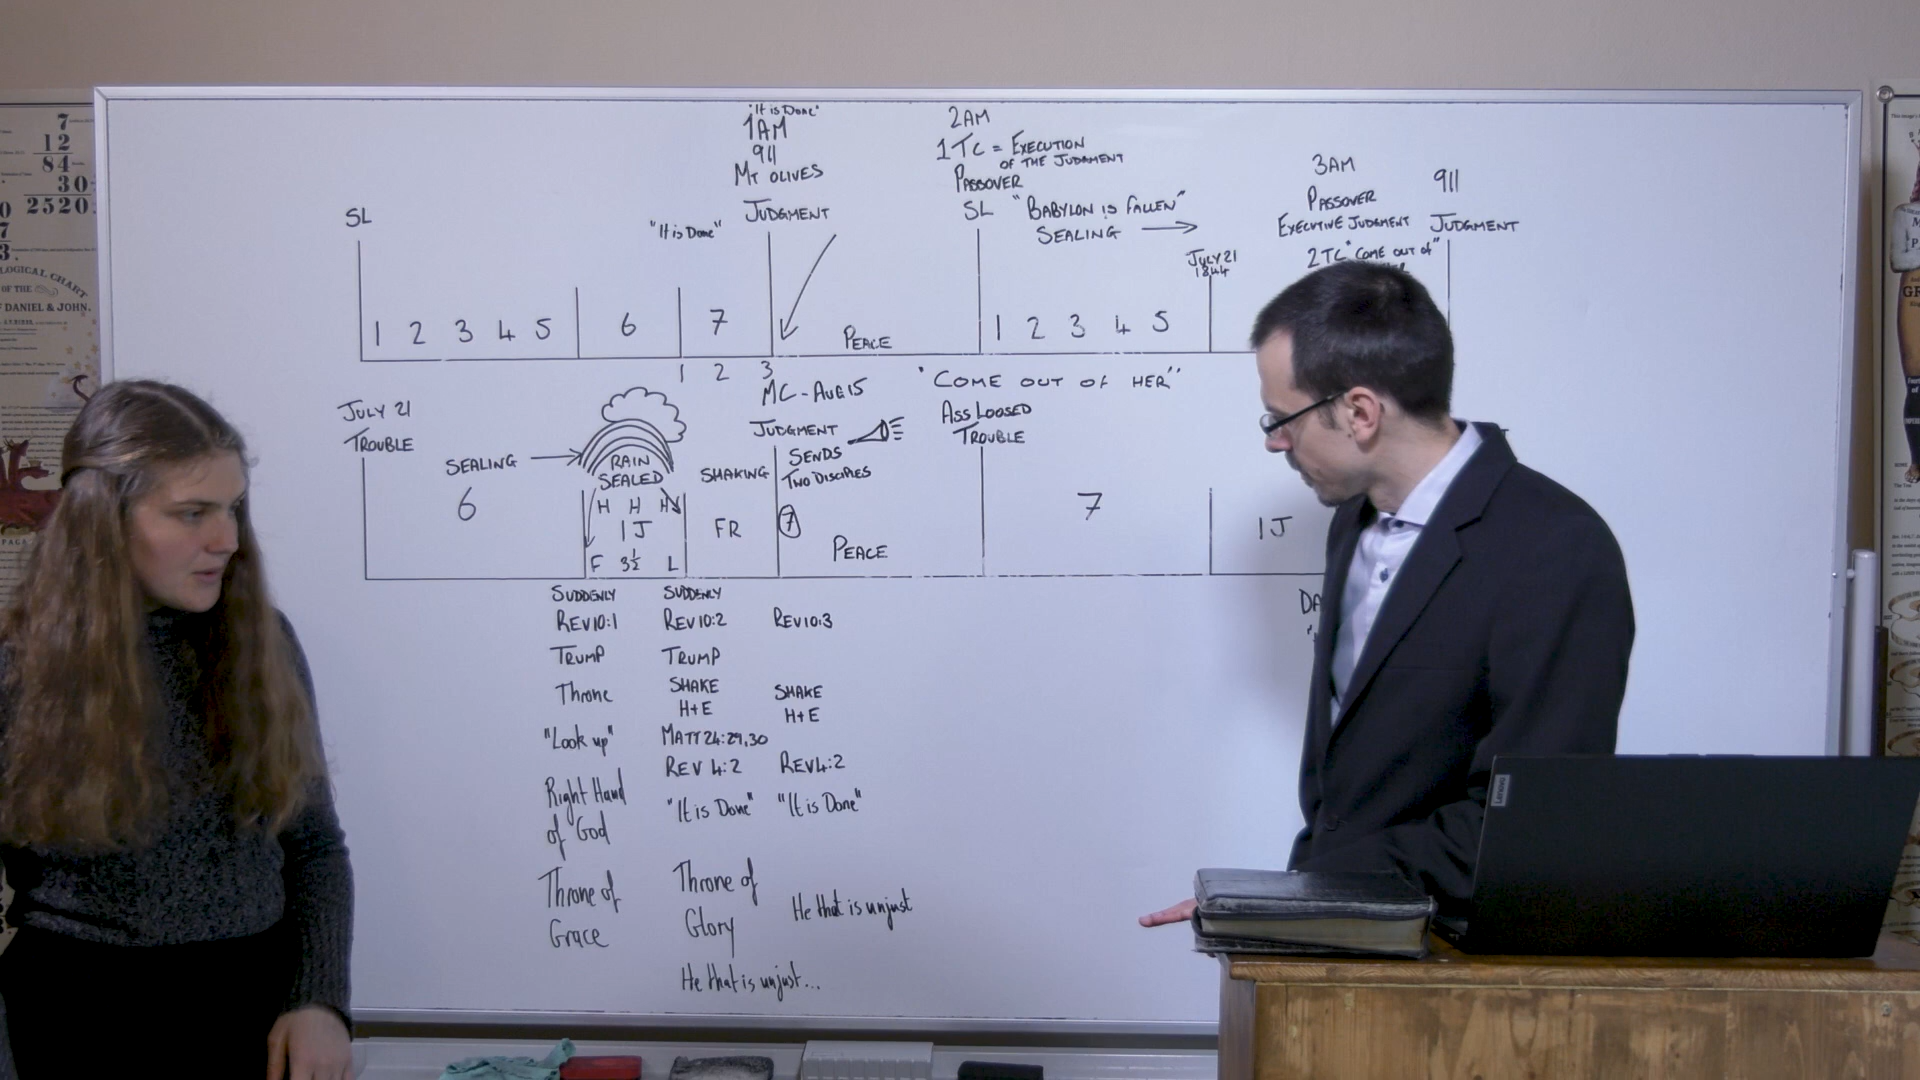 "It is Done"
1AM
911
MT OLIVES
JUDGMENT
2AM
1TC = EXECUTION
OF THE JUDGMENT
PASSOVER
SL "BABYLON IS FALLEN"
SEALING
3AM
PASSOVER
EXECUTIVE JUDGMENT
2TC "COME OUT OF"
911
JUDGMENT
SL
"It is Done"
JULY 21
1844
1 2 3 4 5 6 7
PEACE
1 2 3 4 5
1 2 3
MC - AUG 15
"COME OUT OF HER"
JULY 21
TROUBLE
JUDGMENT
SENDS
TWO DISCIPLES
ASS LOOSED
TROUBLE
SEALING
RAIN
SEALED
SHAKING
6
H H H
1J
F 3½ L
FR
7
PEACE
7
1J
SUDDENLY SUDDENLY
REV 10:1 REV 10:2 REV 10:3
TRUMP TRUMP
Throne SHAKE SHAKE
H+E H+E
"Look up" MATT 24:29,30
REV 4:2 REV 4:2
Right Hand
of God
"It is Done" "It is Done"
Throne of
Grace
Throne of
Glory
He that is unjust
He that is unjust...
7
12
84
30
2520
DANIEL & JOHN.
Lenovo